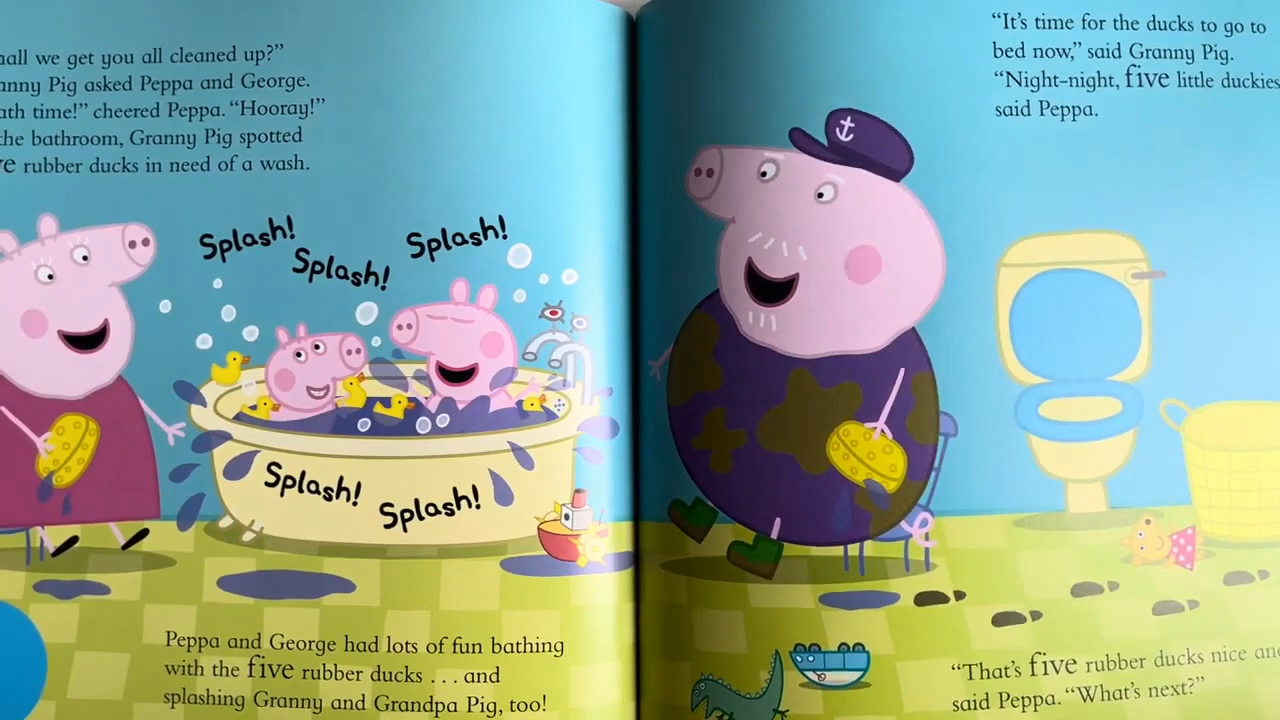 hall we get you all cleaned up?”
anny Pig asked Peppa and George.
ath time!” cheered Peppa. “Hooray!”
the bathroom, Granny Pig spotted
ve rubber ducks in need of a wash.
Splash!
Splash!
Splash!
Splash!
Splash!
Peppa and George had lots of fun bathing
with the five rubber ducks . . . and
splashing Granny and Grandpa Pig, too!
“It’s time for the ducks to go to
bed now,” said Granny Pig.
“Night-night, five little duckies
said Peppa.
“That’s five rubber ducks nice and
said Peppa. “What’s next?”